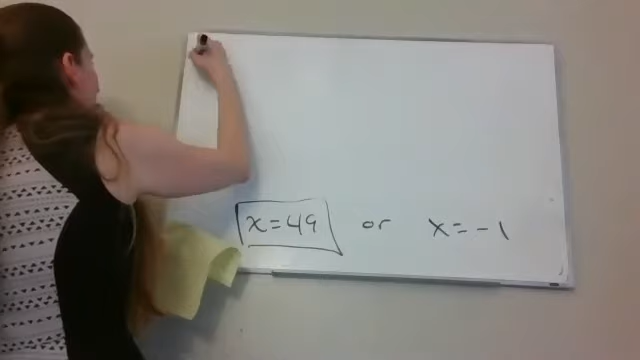 x = 49 or x = -1